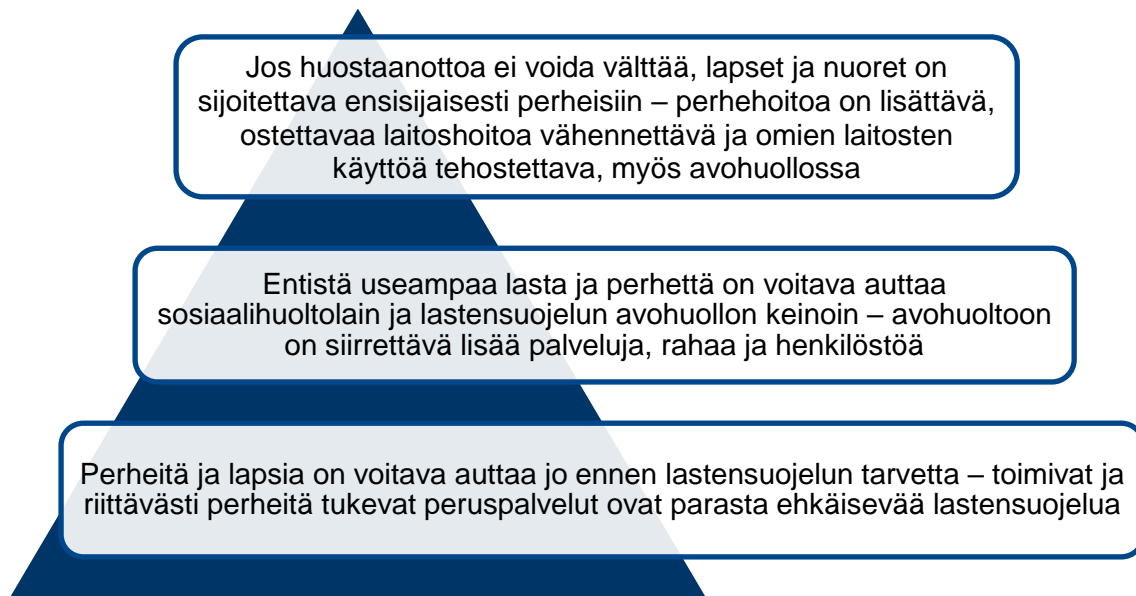 Jos huostaanottoa ei voida välttää, lapset ja nuoret on
sijoitettava ensisijaisesti perheisiin – perhehoitoa on lisättävä,
ostettavaa laitoshoitoa vähennettävä ja omien laitosten
käyttöä tehostettava, myös avohuollossa
Entistä useampaa lasta ja perhettä on voitava auttaa
sosiaalihuoltolain ja lastensuojelun avohuollon keinoin – avohuoltoon
on siirrettävä lisää palveluja, rahaa ja henkilöstöä
Perheitä ja lapsia on voitava auttaa jo ennen lastensuojelun tarvetta – toimivat ja
riittävästi perheitä tukevat peruspalvelut ovat parasta ehkäisevää lastensuojelua